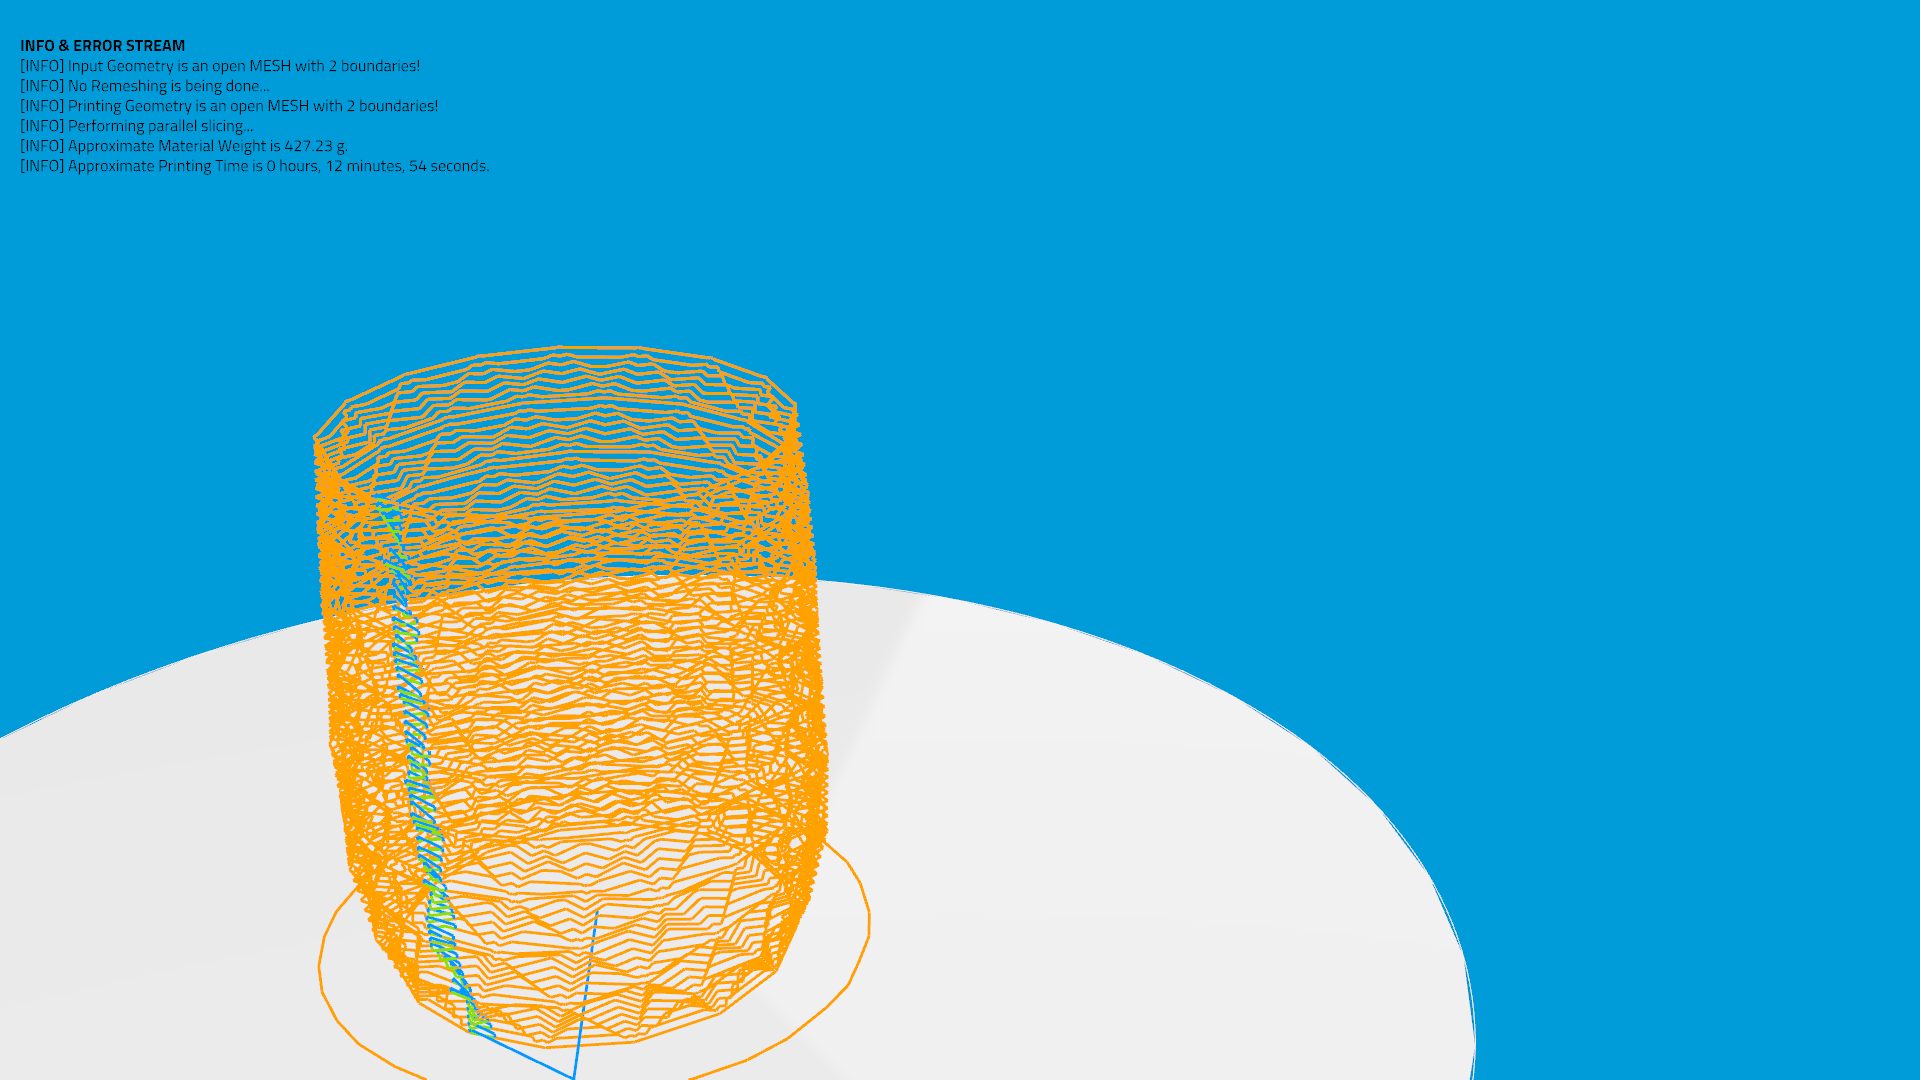 INFO & ERROR STREAM
[INFO] Input Geometry is an open MESH with 2 boundaries!
[INFO] No Remeshing is being done...
[INFO] Printing Geometry is an open MESH with 2 boundaries!
[INFO] Performing parallel slicing...
[INFO] Approximate Material Weight is 427.23 g.
[INFO] Approximate Printing Time is 0 hours, 12 minutes, 54 seconds.